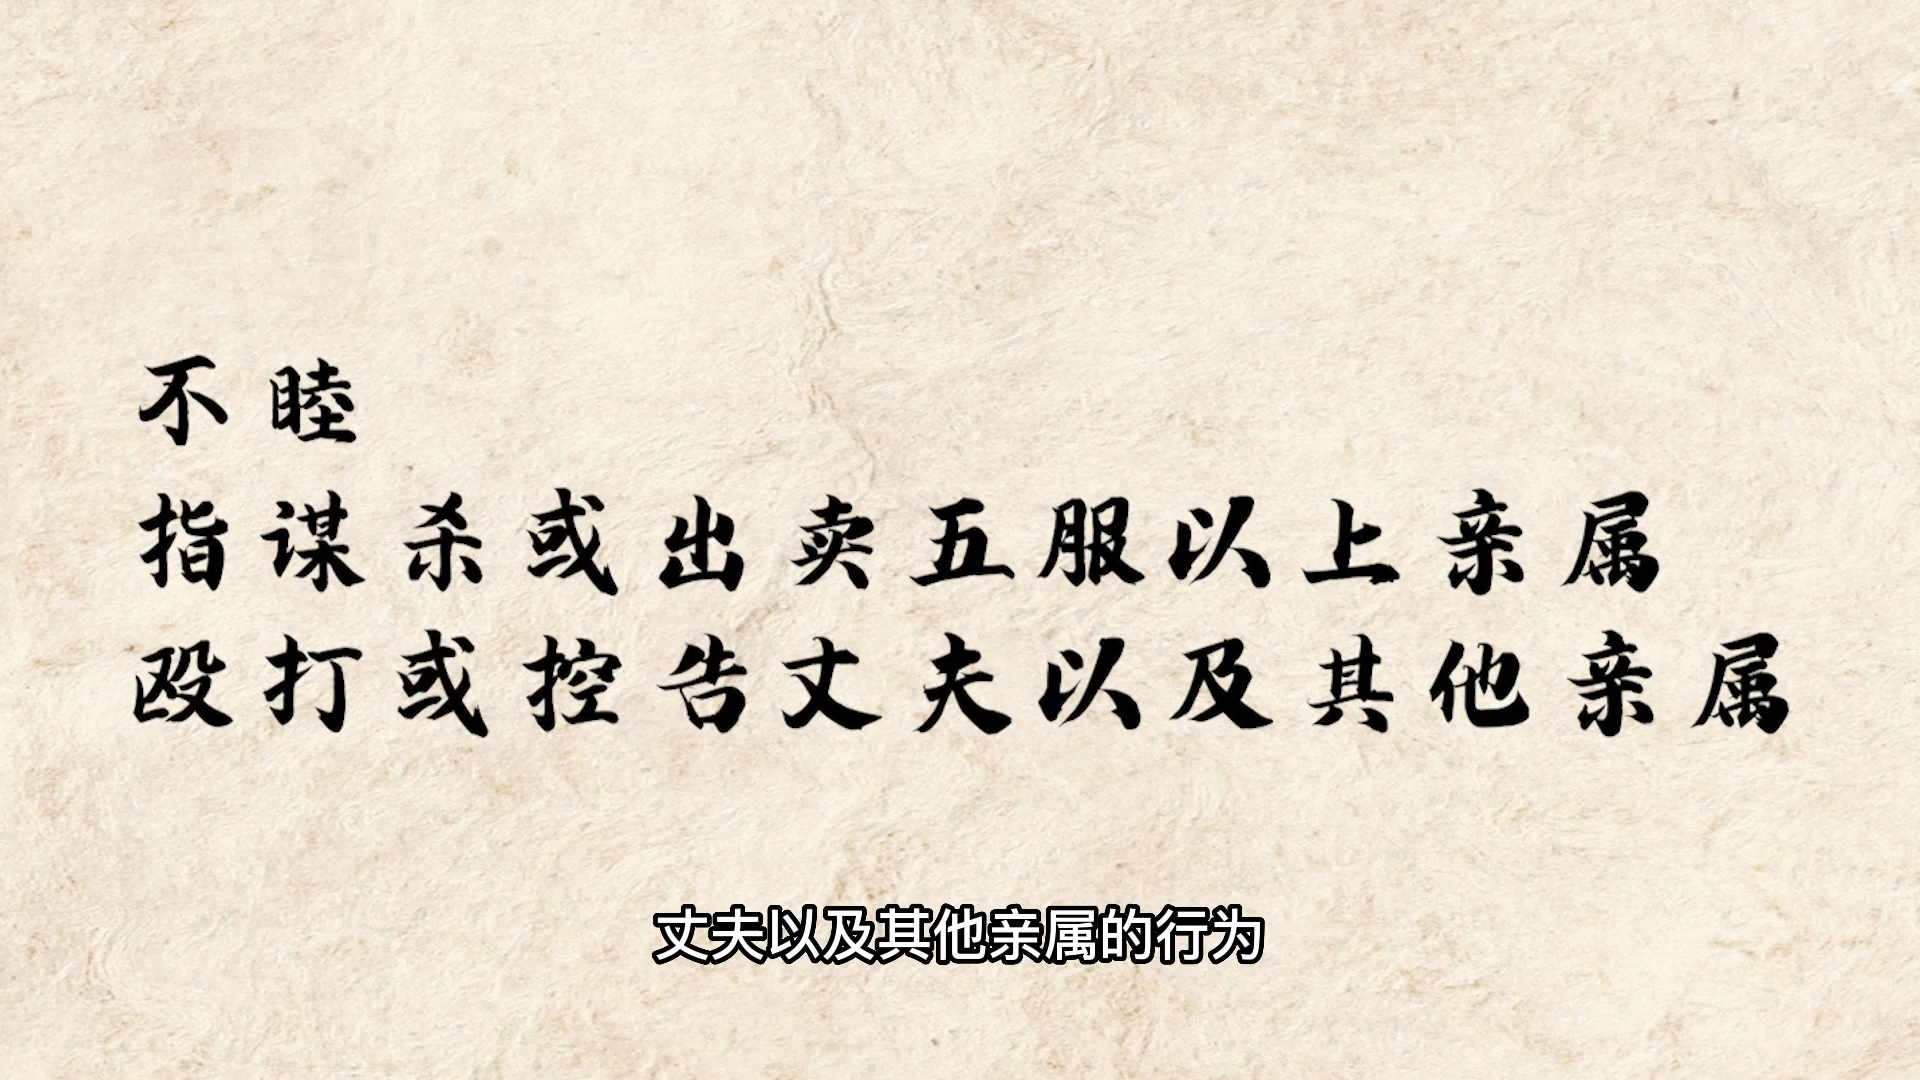 不睦
指谋杀或出卖五服以上亲属
殴打或控告丈夫以及其他亲属
丈夫以及其他亲属的行为